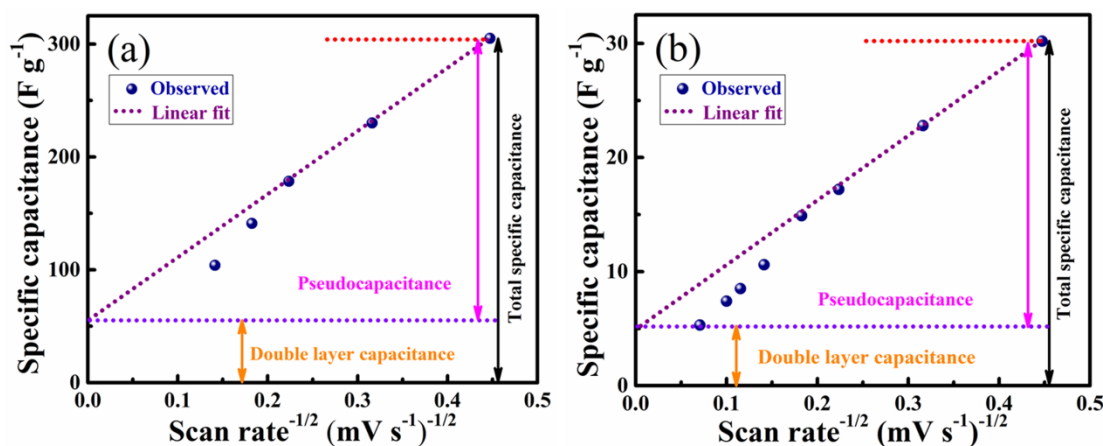 (a)
Observed
Linear fit
Pseudocapacitance
Double layer capacitance
Total specific capacitance
Specific capacitance (F g⁻¹)
300
200
100
0
0.0 0.1 0.2 0.3 0.4 0.5
Scan rate⁻¹/² (mV s⁻¹)⁻¹/²
(b)
Observed
Linear fit
Pseudocapacitance
Double layer capacitance
Total specific capacitance
Specific capacitance (F g⁻¹)
30
20
10
0
0.0 0.1 0.2 0.3 0.4 0.5
Scan rate⁻¹/² (mV s⁻¹)⁻¹/²